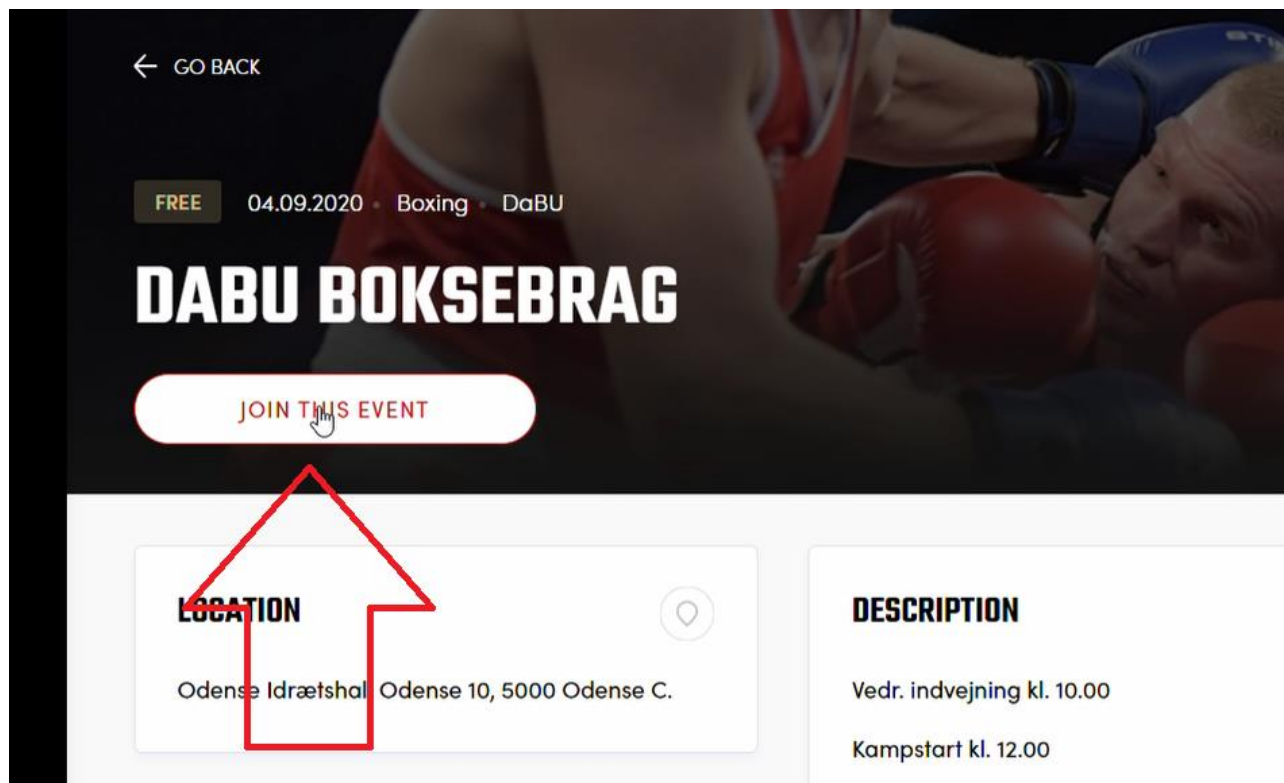 GO BACK
FREE 04.09.2020 Boxing DaBU
DABU BOKSEBRAG
JOIN THIS EVENT
LOCATION
Odense Idrætshal, Odense 10, 5000 Odense C.
DESCRIPTION
Vedr. indvejning kl. 10.00
Kampstart kl. 12.00